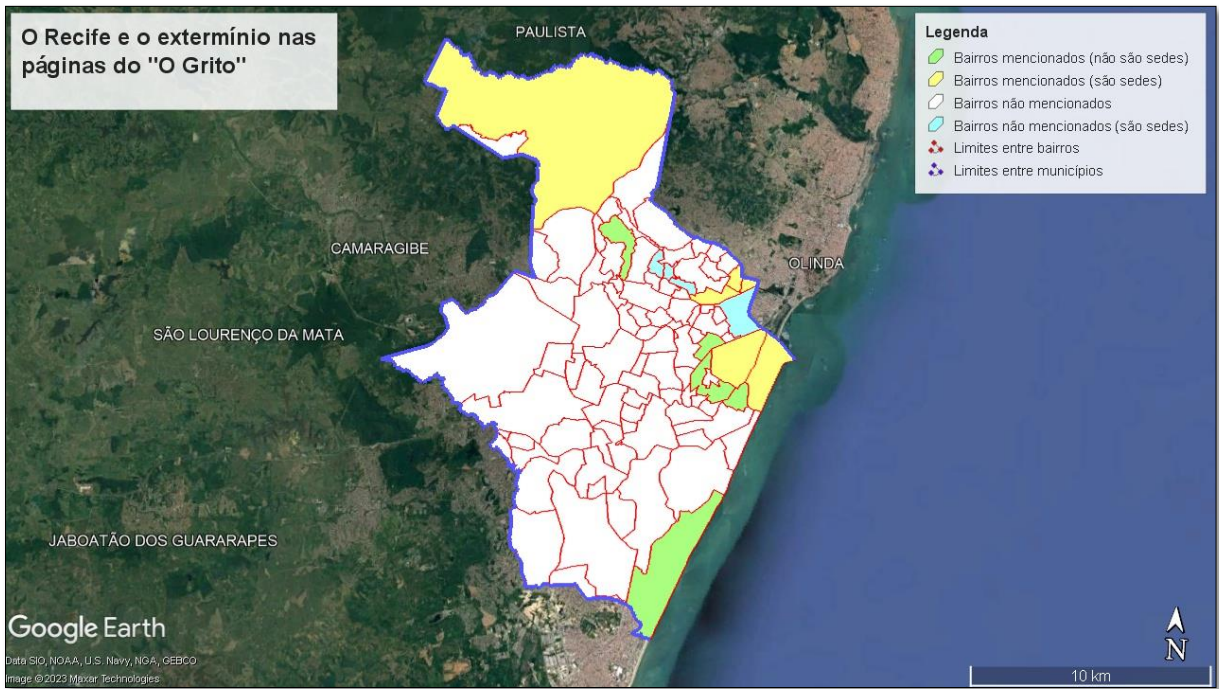 O Recife e o extermínio nas
páginas do "O Grito"
PAULISTA
Legenda
Bairros mencionados (não são sedes)
Bairros mencionados (são sedes)
Bairros não mencionados
Bairros não mencionados (são sedes)
Limites entre bairros
Limites entre municípios
CAMARAGIBE
OLINDA
SÃO LOURENÇO DA MATA
JABOATÃO DOS GUARARAPES
Google Earth
Data SIO, NOAA, U.S. Navy, NGA, GEBCO
Image © 2023 Maxar Technologies
N
10 km